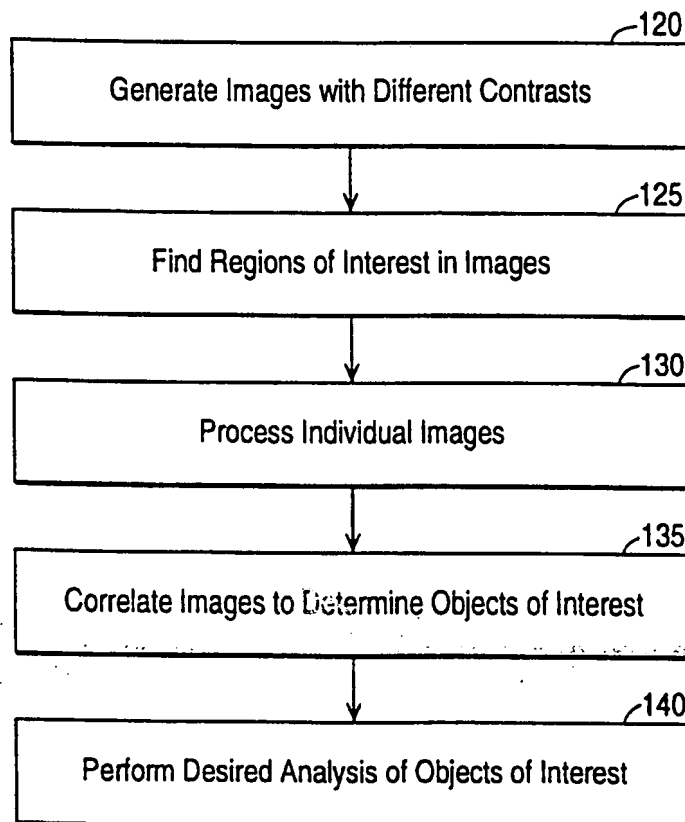 120
Generate Images with Different Contrasts
125
Find Regions of Interest in Images
130
Process Individual Images
135
Correlate Images to Determine Objects of Interest
140
Perform Desired Analysis of Objects of Interest